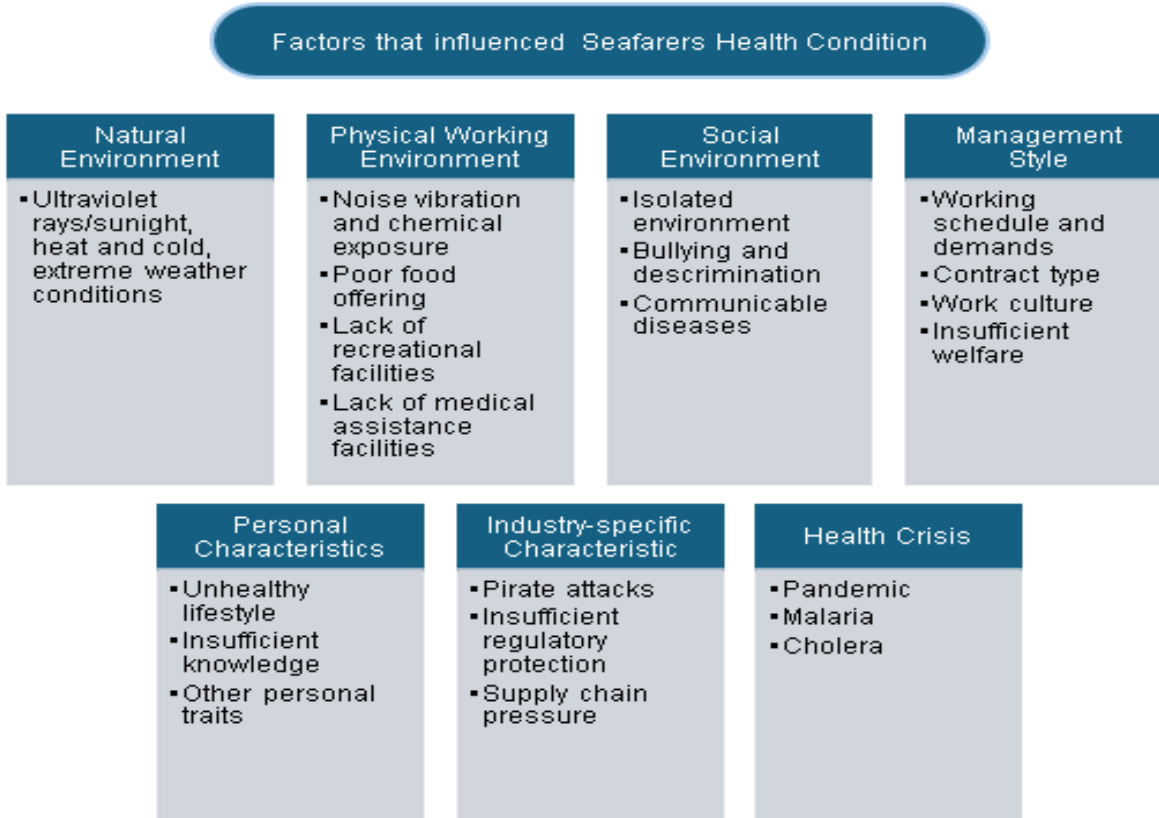 Factors that influenced Seafarers Health Condition
Natural
Environment
▪Ultraviolet
rays/sunight,
heat and cold,
extreme weather
conditions
Physical Working
Environment
▪Noise vibration
and chemical
exposure
▪Poor food
offering
▪Lack of
recreational
facilities
▪Lack of medical
assistance
facilities
Social
Environment
▪Isolated
environment
▪Bullying and
descrimination
▪Communicable
diseases
Management
Style
▪Working
schedule and
demands
▪Contract type
▪Work culture
▪Insufficient
welfare
Personal
Characteristics
▪Unhealthy
lifestyle
▪Insufficient
knowledge
▪Other personal
traits
Industry-specific
Characteristic
▪Pirate attacks
▪Insufficient
regulatory
protection
▪Supply chain
pressure
Health Crisis
▪Pandemic
▪Malaria
▪Cholera